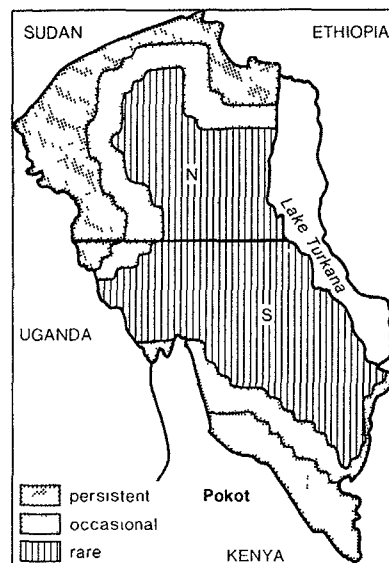 SUDAN
ETHIOPIA
N
Lake Turkana
S
UGANDA
persistent
Pokot
occasional
rare
KENYA